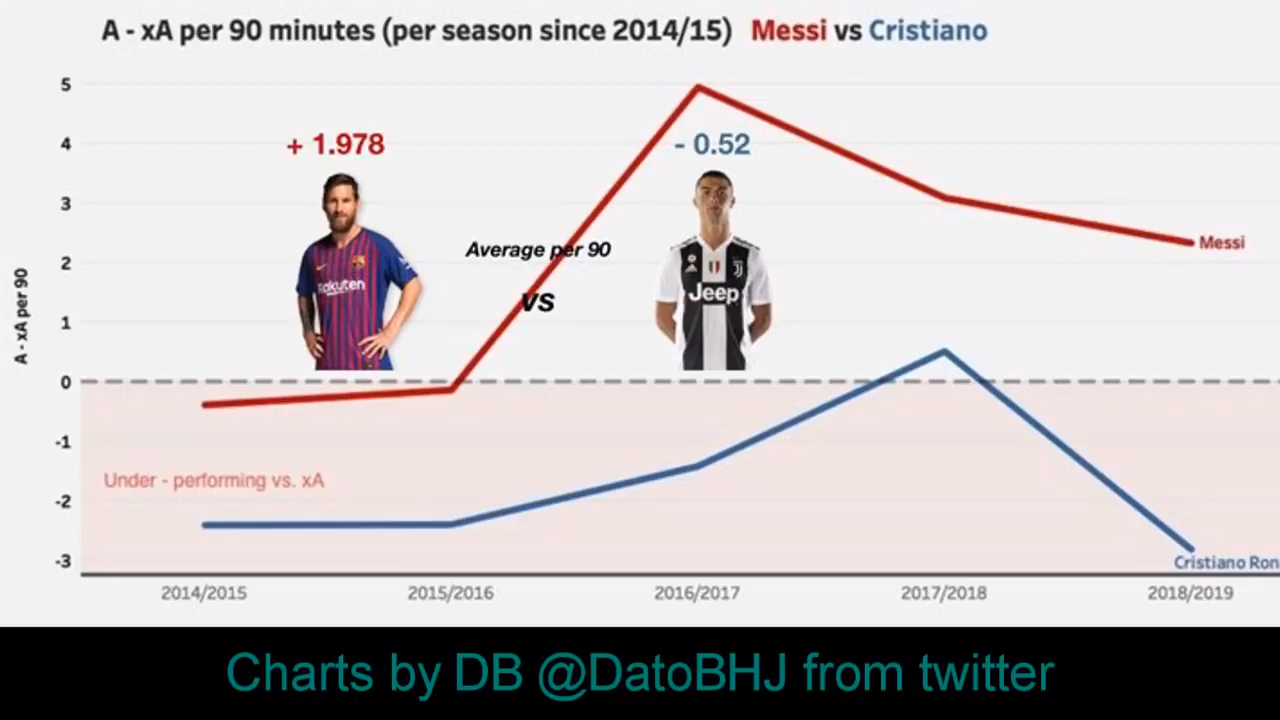 A - xA per 90 minutes (per season since 2014/15) Messi vs Cristiano
5
4
3
2
1
0
-1
-2
-3
A - xA per 90
+ 1.978
- 0.52
Average per 90
VS
Rakuten
Jeep
Messi
Under - performing vs. xA
Cristiano Ron
2014/2015
2015/2016
2016/2017
2017/2018
2018/2019
Charts by DB @DatoBHJ from twitter